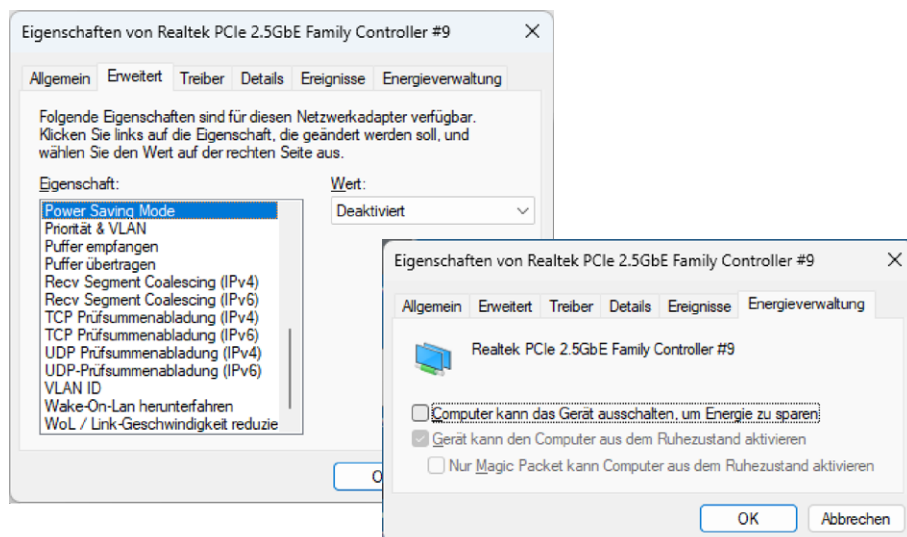 Eigenschaften von Realtek PCIe 2.5GbE Family Controller #9
Allgemein Erweitert Treiber Details Ereignisse Energieverwaltung
Folgende Eigenschaften sind für diesen Netzwerkadapter verfügbar.
Klicken Sie links auf die Eigenschaft, die geändert werden soll, und
wählen Sie den Wert auf der rechten Seite aus.
Eigenschaft:
Wert:
Power Saving Mode
Deaktiviert
Priorität & VLAN
Puffer empfangen
Puffer übertragen
Recv Segment Coalescing (IPv4)
Recv Segment Coalescing (IPv6)
TCP Prüfsummenabladung (IPv4)
TCP Prüfsummenabladung (IPv6)
UDP Prüfsummenabladung (IPv4)
UDP-Prüfsummenabladung (IPv6)
VLAN ID
Wake-On-Lan herunterfahren
WoL / Link-Geschwindigkeit reduzie
Eigenschaften von Realtek PCIe 2.5GbE Family Controller #9
Allgemein Erweitert Treiber Details Ereignisse Energieverwaltung
Realtek PCIe 2.5GbE Family Controller #9
Computer kann das Gerät ausschalten, um Energie zu sparen
Gerät kann den Computer aus dem Ruhezustand aktivieren
Nur Magic Packet kann Computer aus dem Ruhezustand aktivieren
OK Abbrechen